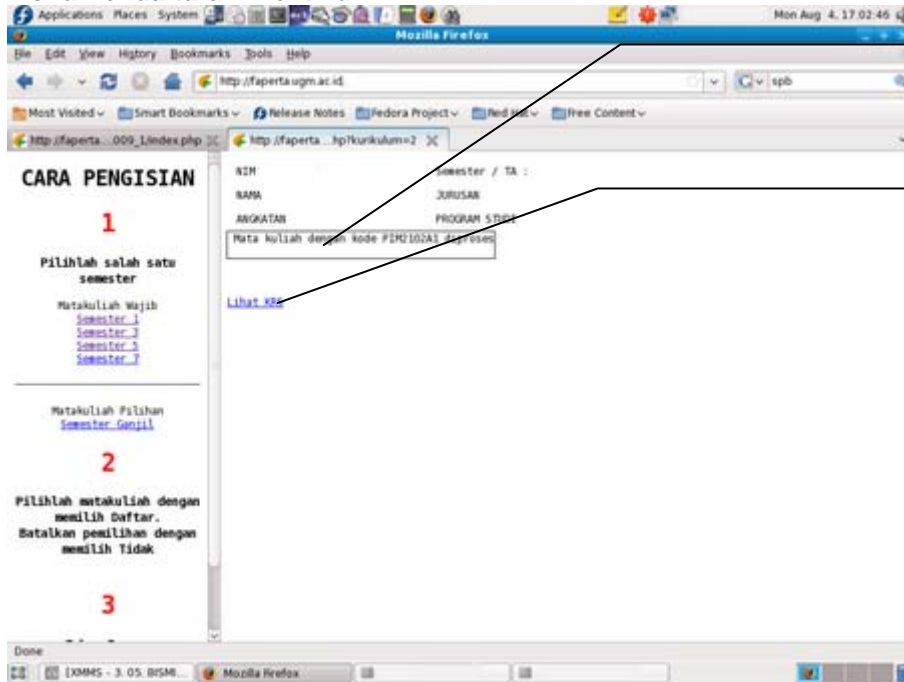 Applications Places System
Mon Aug 4, 17.02.46
Mozilla Firefox
File Edit View History Bookmarks Tools Help
http://faperta.ugm.ac.id
spb
Most Visited Smart Bookmarks Release Notes Fedora Project Red Hat Free Content
http://faperta...009_1/index.php
http://faperta...hp?kurikulum=2
CARA PENGISIAN
1
Pilihlah salah satu
semester
Matakuliah Wajib
Semester 1
Semester 3
Semester 5
Semester 7
Matakuliah Pilihan
Semester Ganjil
2
Pilihlah matakuliah dengan
memilih Daftar.
Batalkan pemilihan dengan
memilih Tidak
3
NIM Semester / TA :
NAMA JURUSAN
ANGKATAN PROGRAM STUDI
Mata kuliah dengan kode diproses
Lihat KRS
Done
[XMMS - 3. 05. BISMI...
Mozilla Firefox